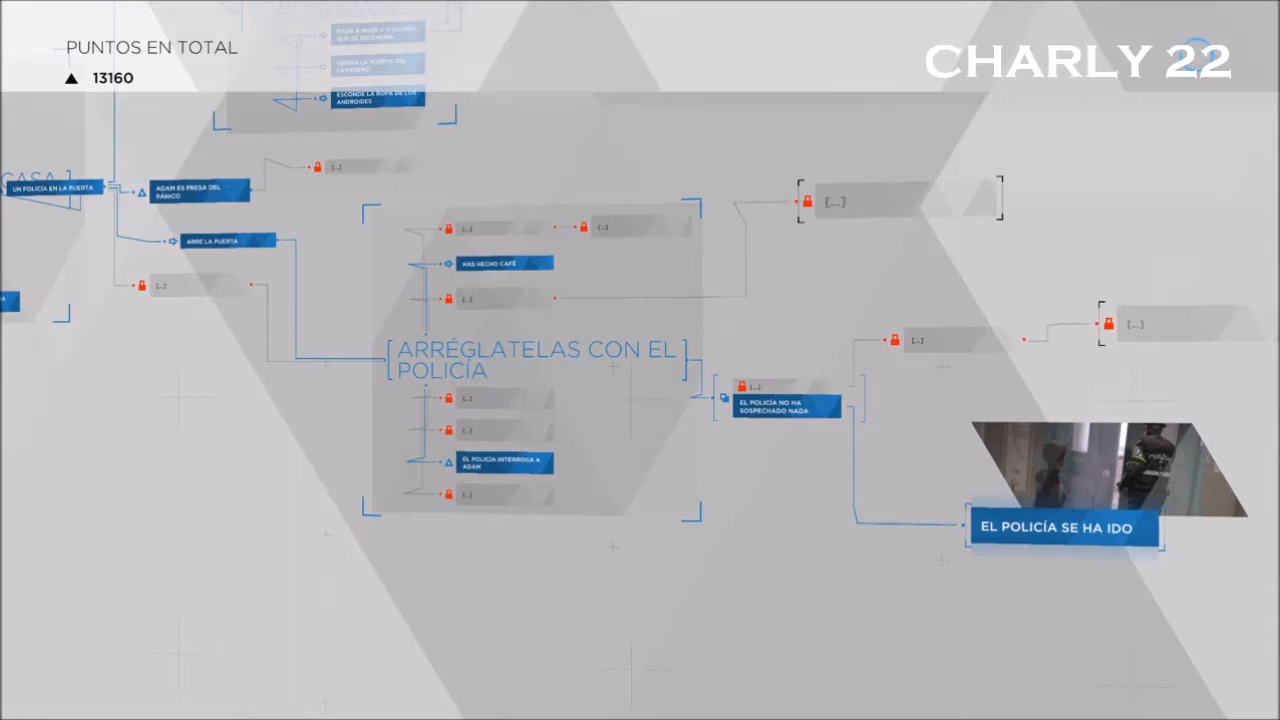 PUNTOS EN TOTAL
▲ 13160
CHARLY 22
CIERRA LA PUERTA DEL
LAVADERO
ESCONDE LA ROPA DE LOS
ANDROIDES
CASA
UN POLICÍA EN LA PUERTA
ADAM ES PRESA DEL
PÁNICO
[...]
[...]
ABRE LA PUERTA
[...]
[...]
[...]
HAS HECHO CAFÉ
[...]
ARRÉGLATELAS CON EL
POLICÍA
[...]
[...]
[...]
[...]
EL POLICÍA NO HA
SOSPECHADO NADA
[...]
[...]
EL POLICÍA INTERROGA A
ADAM
[...]
EL POLICÍA SE HA IDO